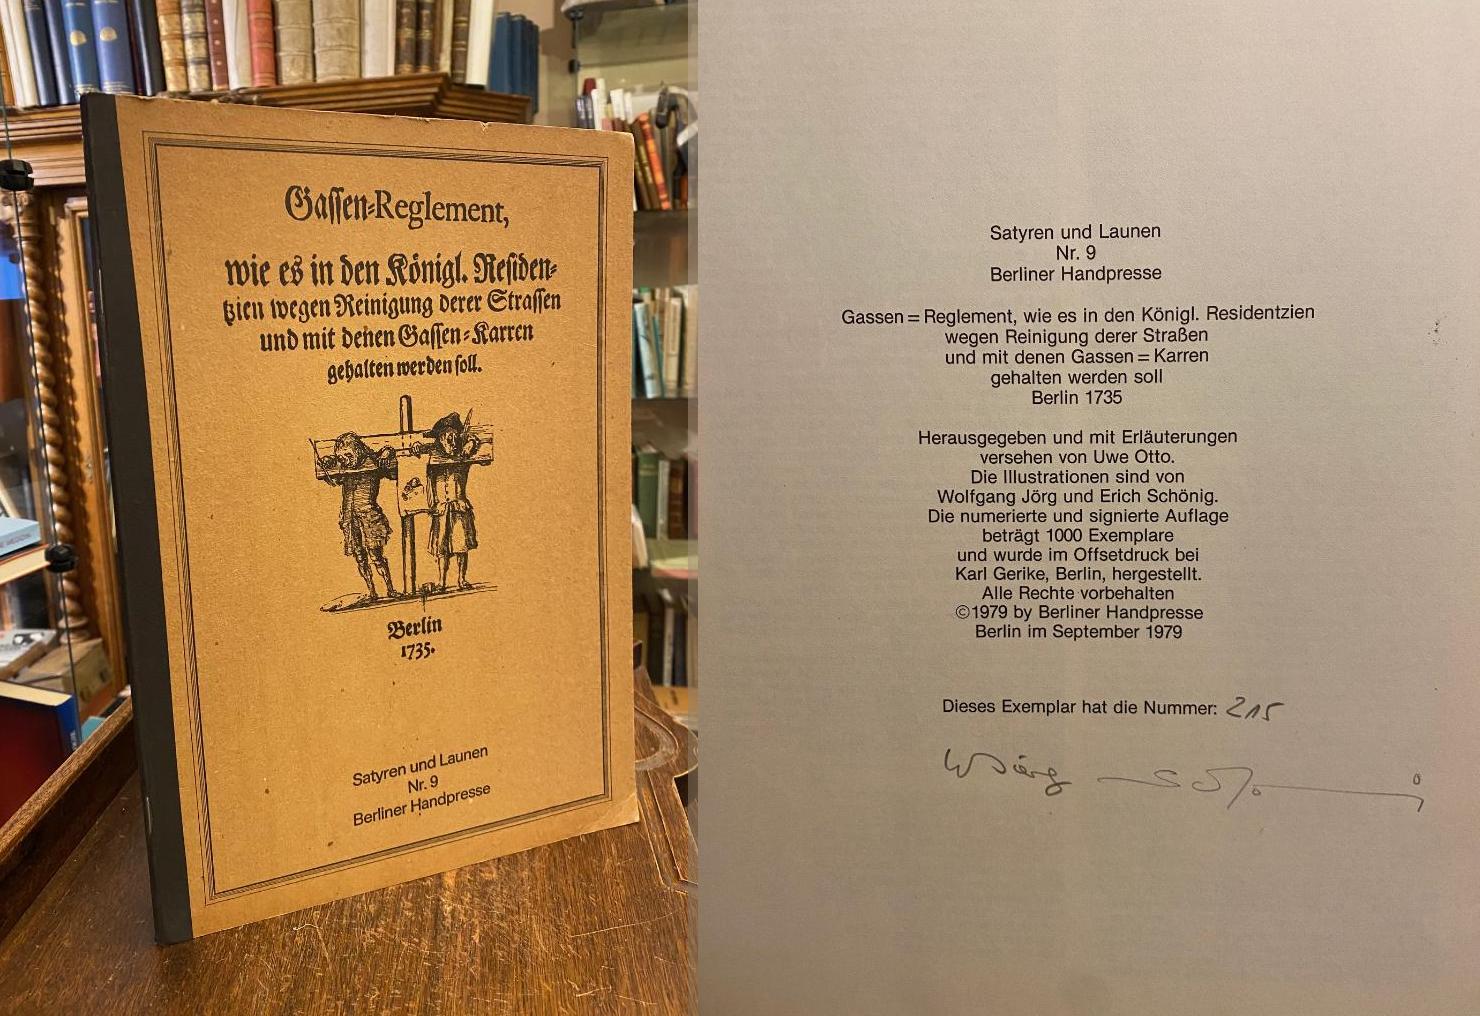 Gassen-Reglement,
wie es in den Königl. Residen-
tzien wegen Reinigung derer Strassen
und mit denen Gassen-Karren
gehalten werden soll.
Berlin
1735.
Satyren und Launen
Nr. 9
Berliner Handpresse
Satyren und Launen
Nr. 9
Berliner Handpresse
Gassen=Reglement, wie es in den Königl. Residentzien
wegen Reinigung derer Straßen
und mit denen Gassen=Karren
gehalten werden soll
Berlin 1735
Herausgegeben und mit Erläuterungen
versehen von Uwe Otto.
Die Illustrationen sind von
Wolfgang Jörg und Erich Schönig.
Die numerierte und signierte Auflage
beträgt 1000 Exemplare
und wurde im Offsetdruck bei
Karl Gerike, Berlin, hergestellt.
Alle Rechte vorbehalten
©1979 by Berliner Handpresse
Berlin im September 1979
Dieses Exemplar hat die Nummer: 215
W Jörg